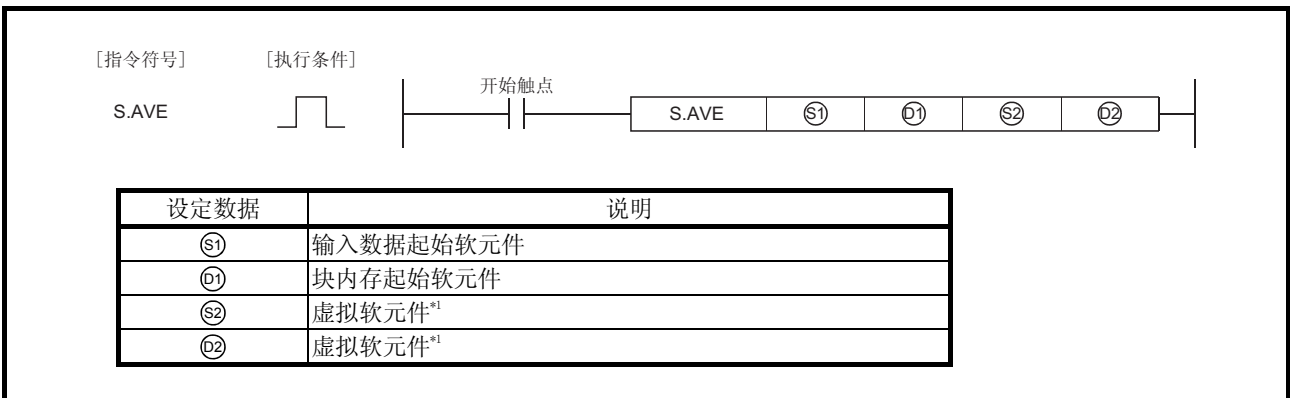 [指令符号] [执行条件]
开始触点
S.AVE S.AVE S1 D1 S2 D2
设定数据 说明
S1 输入数据起始软元件
D1 块内存起始软元件
S2 虚拟软元件*1
D2 虚拟软元件*1